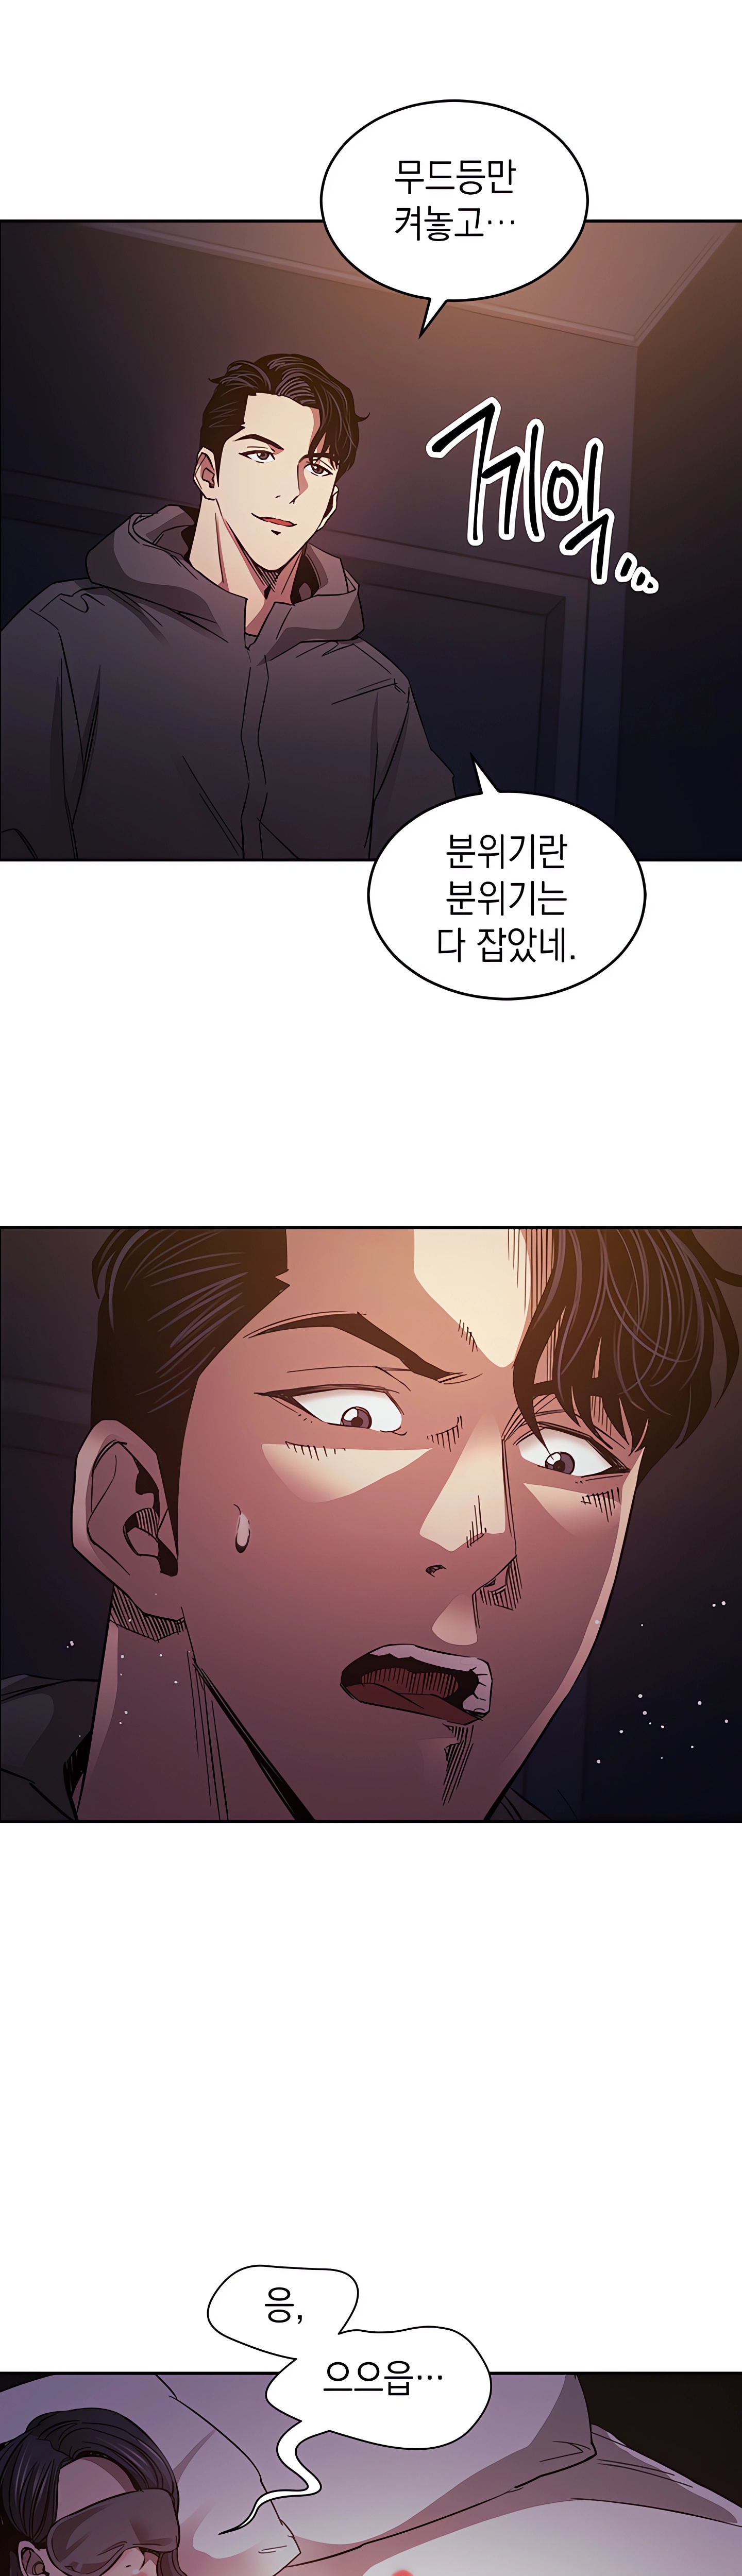 무드등만
켜놓고…
끼이익…
분위기란
분위기는
다 잡았네.
응,
으으읍…